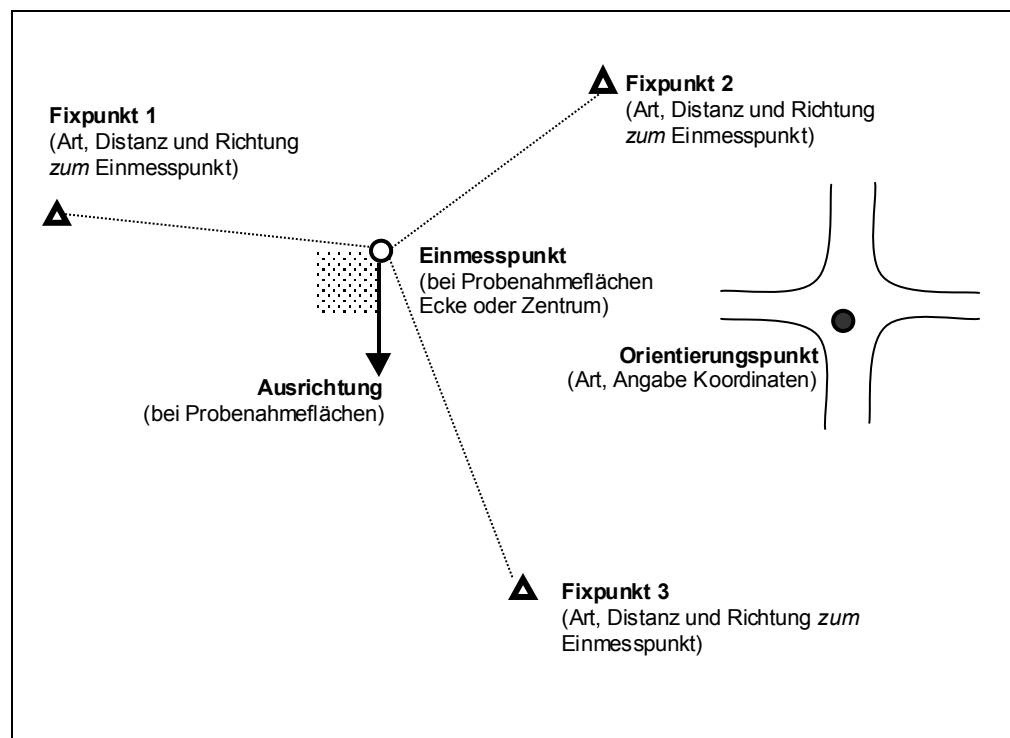 Fixpunkt 1
(Art, Distanz und Richtung
zum Einmesspunkt)
Fixpunkt 2
(Art, Distanz und Richtung
zum Einmesspunkt)
Einmesspunkt
(bei Probenahmeflächen
Ecke oder Zentrum)
Orientierungspunkt
(Art, Angabe Koordinaten)
Ausrichtung
(bei Probenahmeflächen)
Fixpunkt 3
(Art, Distanz und Richtung zum
Einmesspunkt)